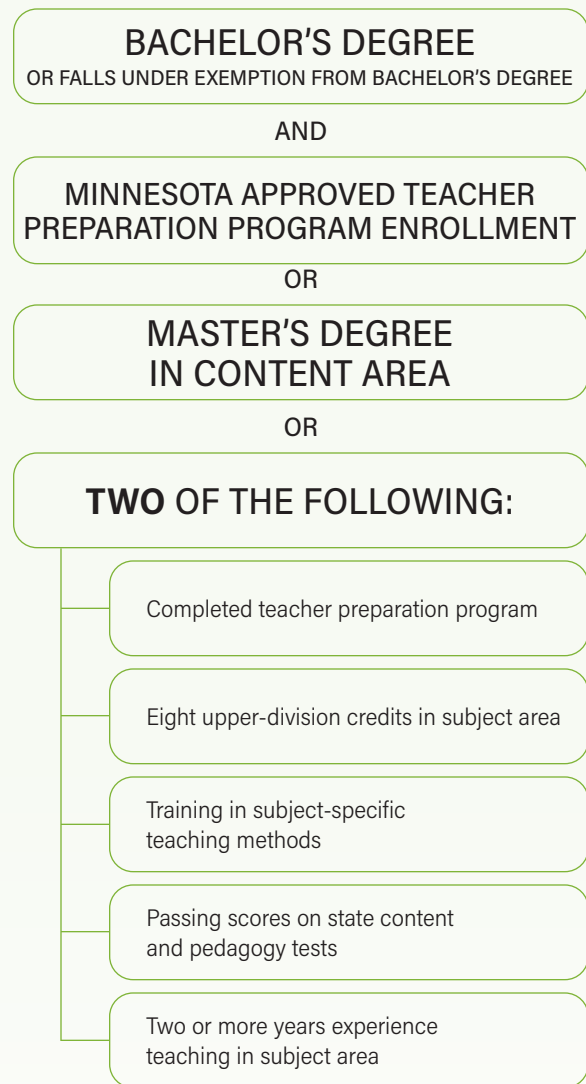 BACHELOR'S DEGREE
OR FALLS UNDER EXEMPTION FROM BACHELOR'S DEGREE
AND
MINNESOTA APPROVED TEACHER
PREPARATION PROGRAM ENROLLMENT
OR
MASTER'S DEGREE
IN CONTENT AREA
OR
TWO OF THE FOLLOWING:
Completed teacher preparation program
Eight upper-division credits in subject area
Training in subject-specific
teaching methods
Passing scores on state content
and pedagogy tests
Two or more years experience
teaching in subject area